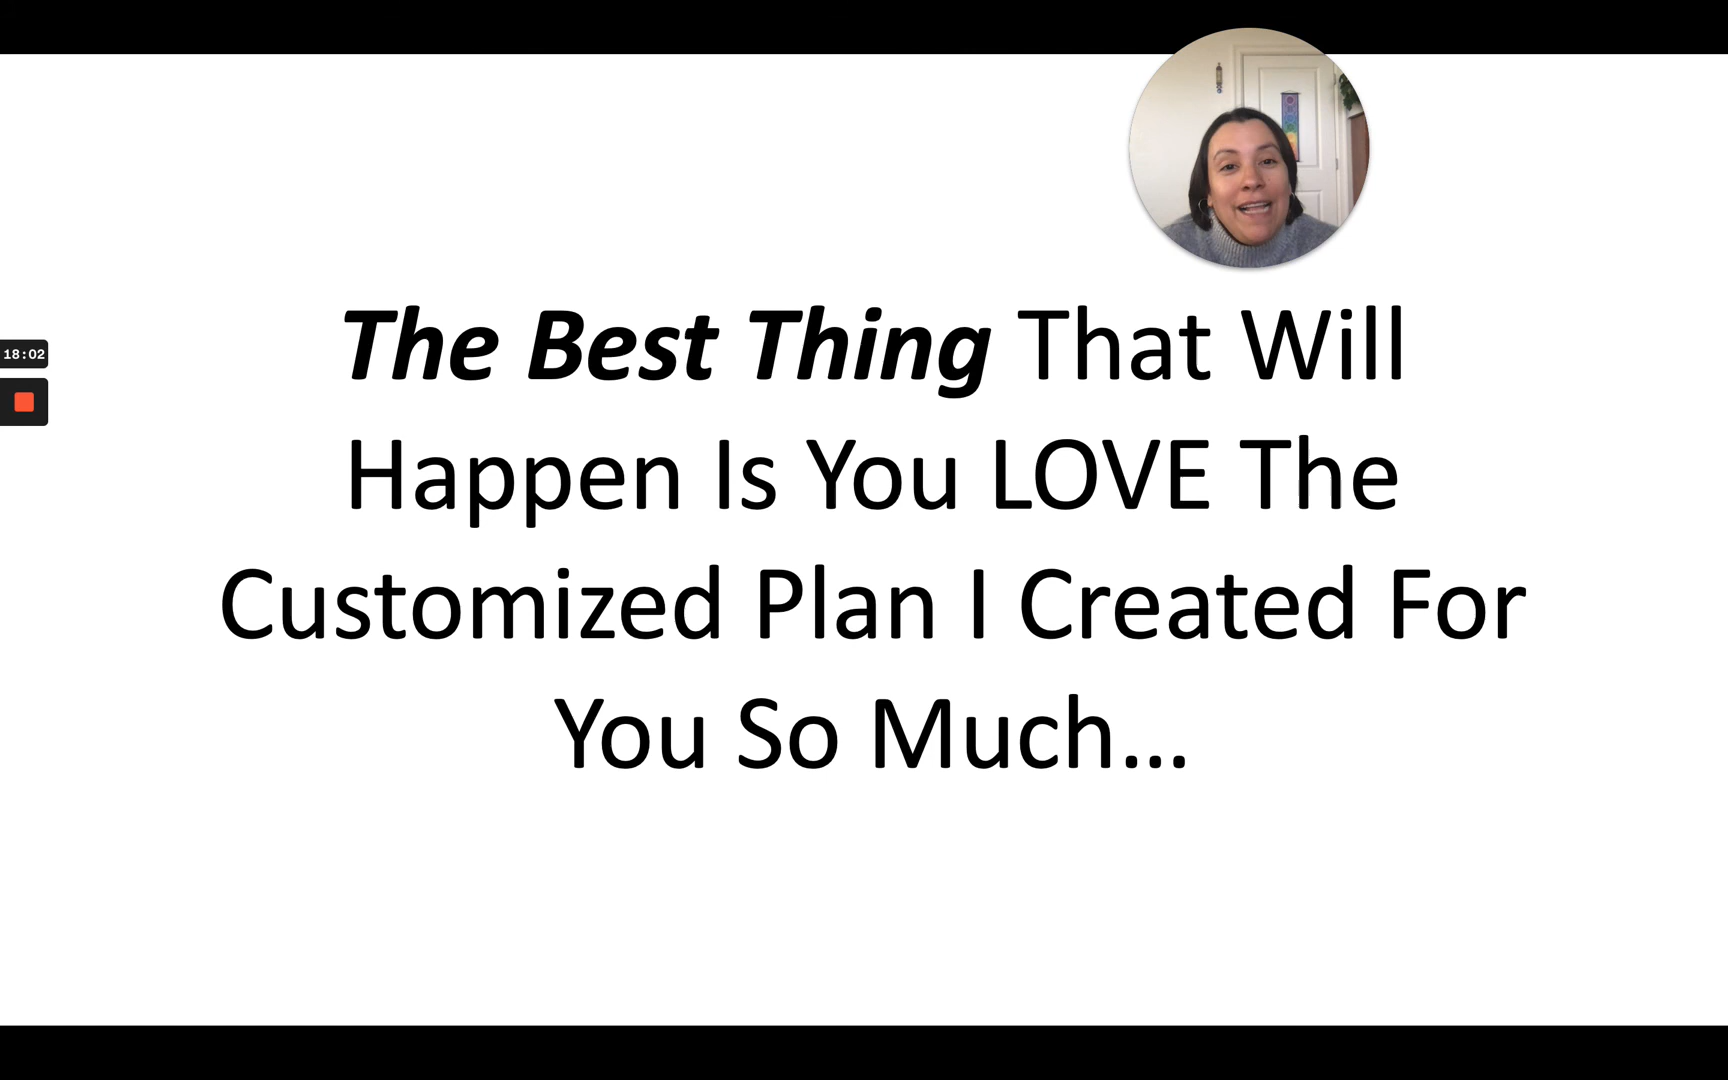 The Best Thing That Will
Happen Is You LOVE The
Customized Plan I Created For
You So Much...
18:02